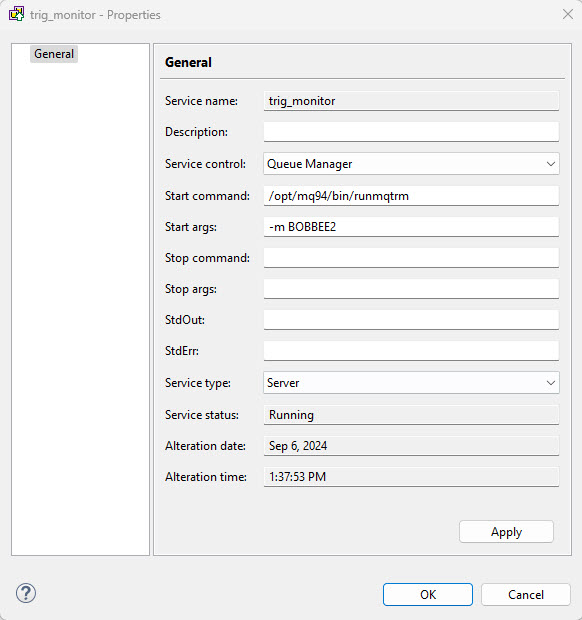 trig_monitor - Properties
General
General
Service name: trig_monitor
Description:
Service control: Queue Manager
Start command: /opt/mq94/bin/runmqtrm
Start args: -m BOBBEE2
Stop command:
Stop args:
StdOut:
StdErr:
Service type: Server
Service status: Running
Alteration date: Sep 6, 2024
Alteration time: 1:37:53 PM
Apply
? OK Cancel